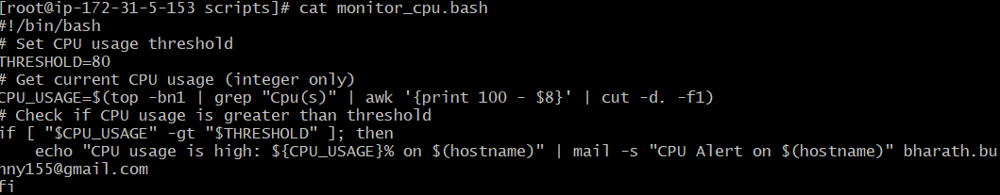 [root@ip-172-31-5-153 scripts]# cat monitor_cpu.bash
#!/bin/bash
# Set CPU usage threshold
THRESHOLD=80
# Get current CPU usage (integer only)
CPU_USAGE=$(top -bn1 | grep "Cpu(s)" | awk '{print 100 - $8}' | cut -d. -f1)
# Check if CPU usage is greater than threshold
if [ "$CPU_USAGE" -gt "$THRESHOLD" ]; then
    echo "CPU usage is high: ${CPU_USAGE}% on $(hostname)" | mail -s "CPU Alert on $(hostname)" bharath.bu
nny155@gmail.com
fi